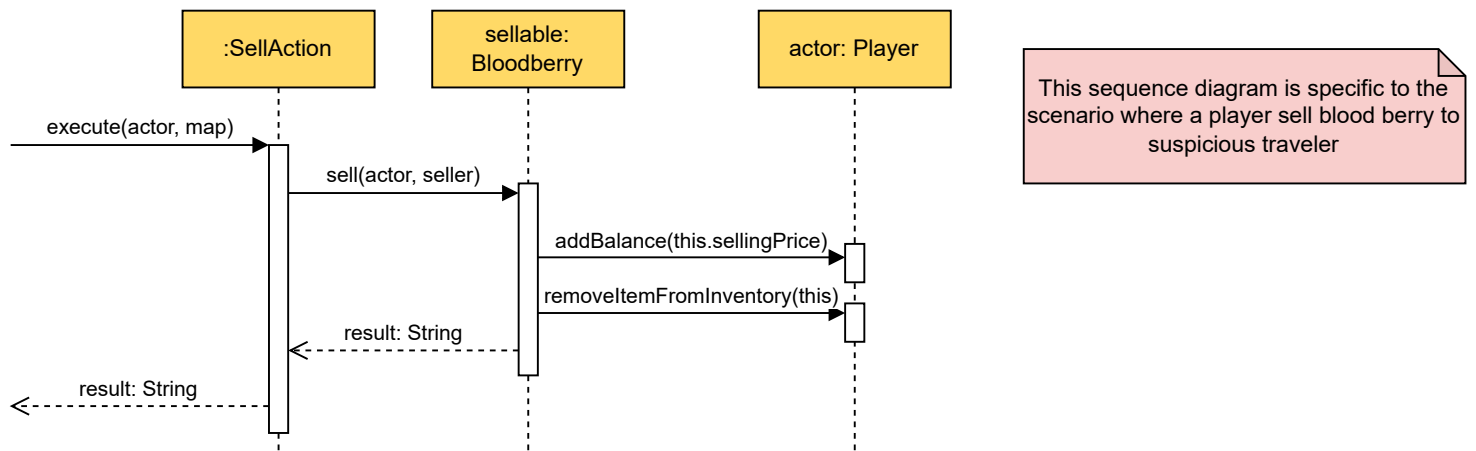 :SellAction
sellable:
Bloodberry
actor: Player
This sequence diagram is specific to the
scenario where a player sell blood berry to
suspicious traveler
execute(actor, map)
sell(actor, seller)
addBalance(this.sellingPrice)
removeItemFromInventory(this)
result: String
result: String